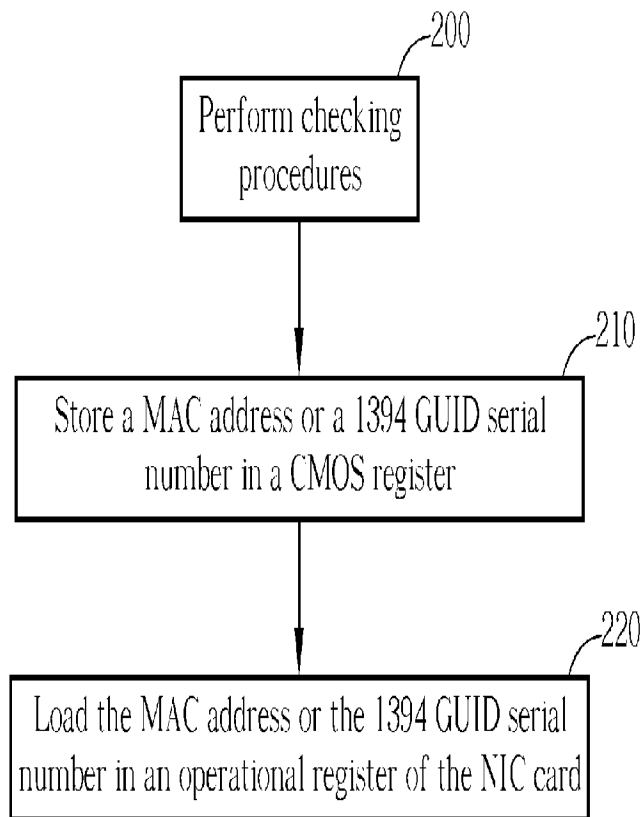 200
Perform checking
procedures
210
Store a MAC address or a 1394 GUID serial
number in a CMOS register
220
Load the MAC address or the 1394 GUID serial
number in an operational register of the NIC card